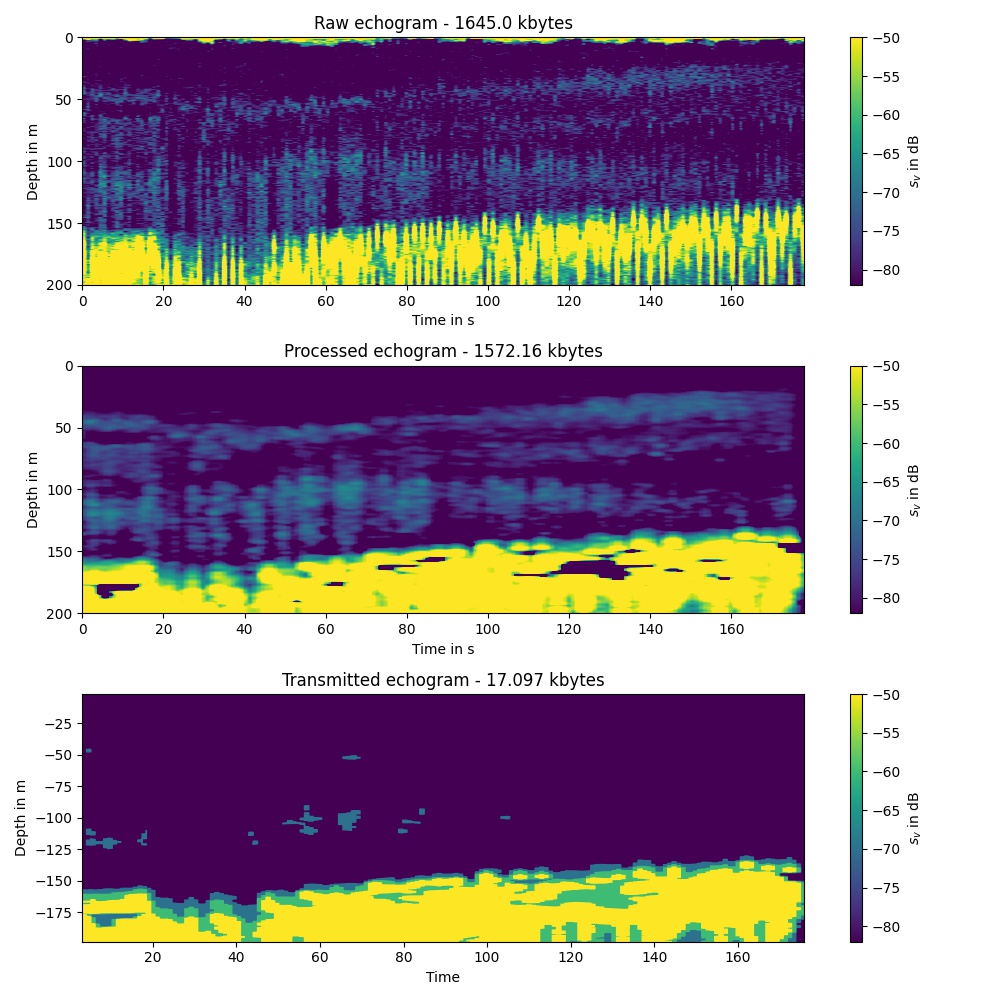 Raw echogram - 1645.0 kbytes
0
50
100
150
200
Depth in m
0 20 40 60 80 100 120 140 160
Time in s
−50
−55
−60
−65
−70
−75
−80
sv in dB
Processed echogram - 1572.16 kbytes
0
50
100
150
200
Depth in m
0 20 40 60 80 100 120 140 160
Time in s
−50
−55
−60
−65
−70
−75
−80
sv in dB
Transmitted echogram - 17.097 kbytes
−25
−50
−75
−100
−125
−150
−175
Depth in m
20 40 60 80 100 120 140 160
Time
−50
−55
−60
−65
−70
−75
−80
sv in dB